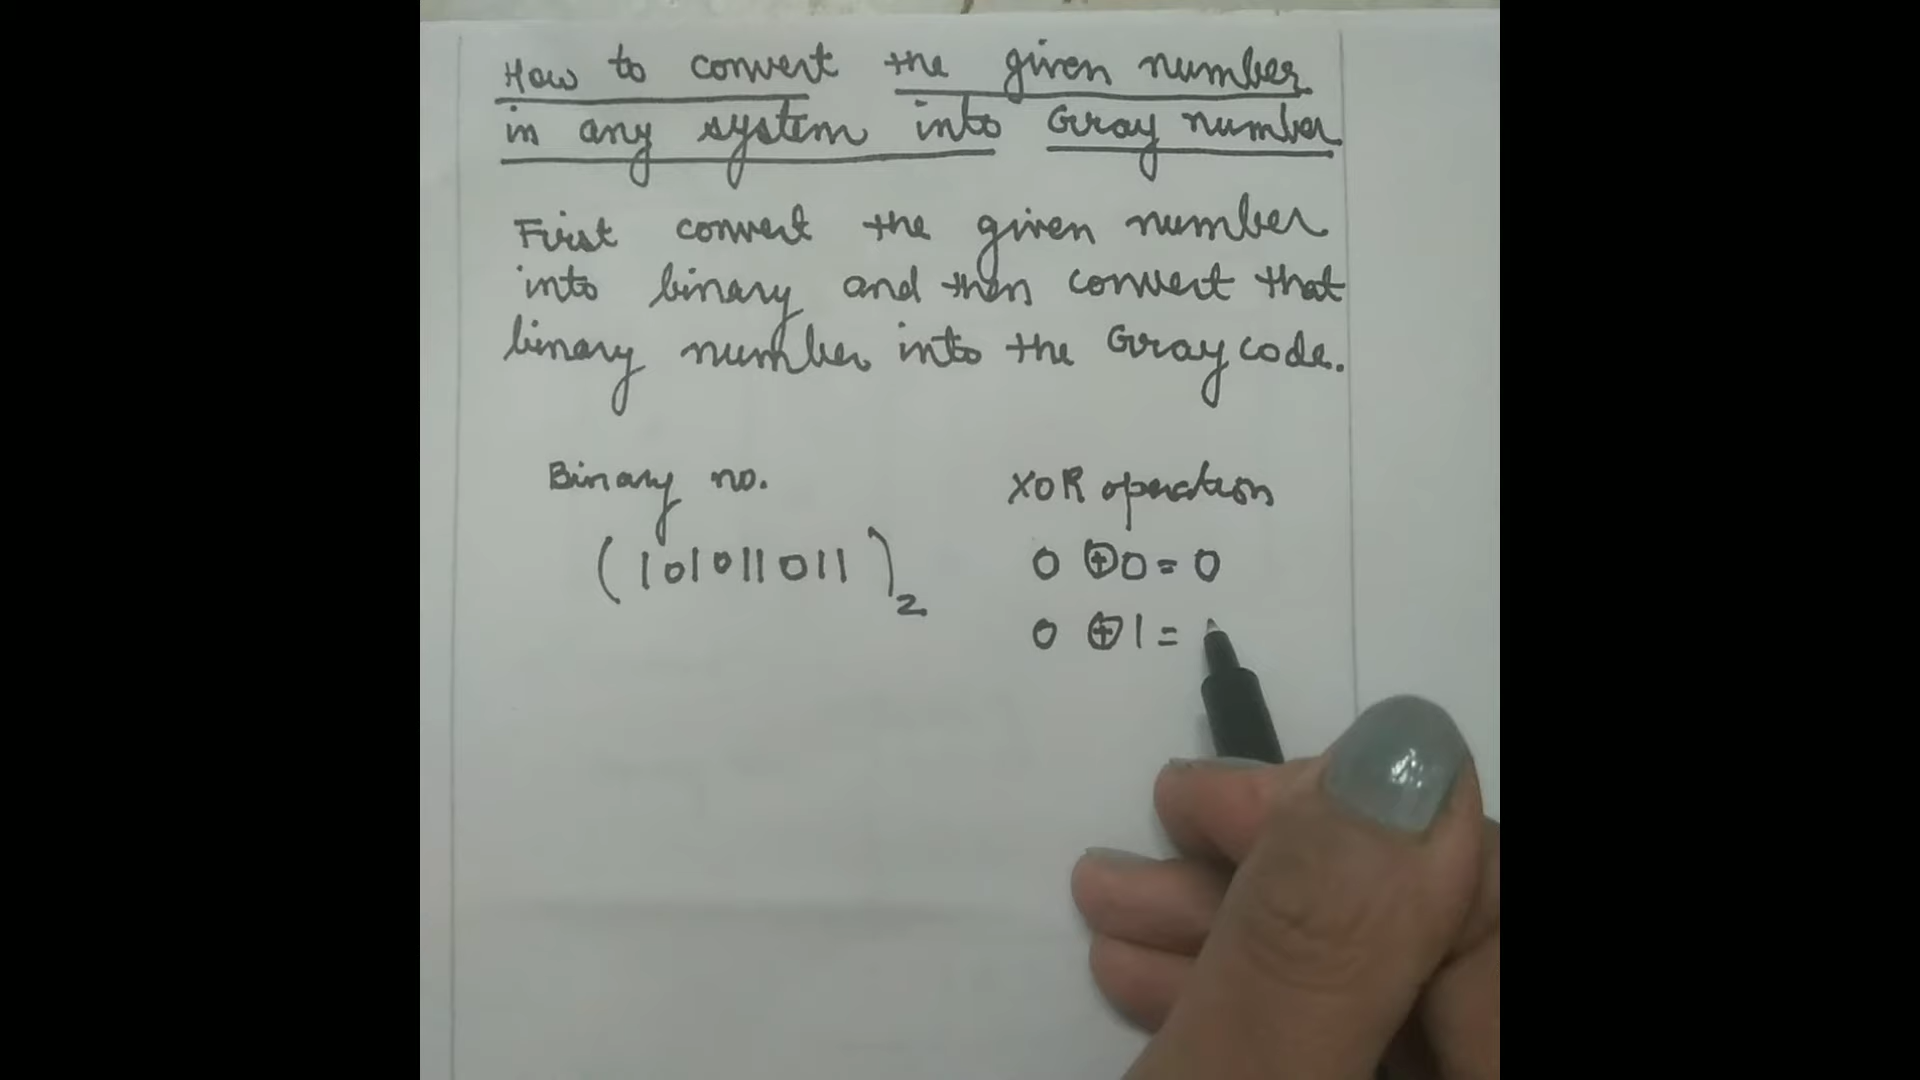 How to convert the given number
in any system into Gray number
First convert the given number
into binary and then convert that
binary number into the Gray code.
Binary no.
(101011011)2
XOR operation
0 ⊕ 0 = 0
0 ⊕ 1 =